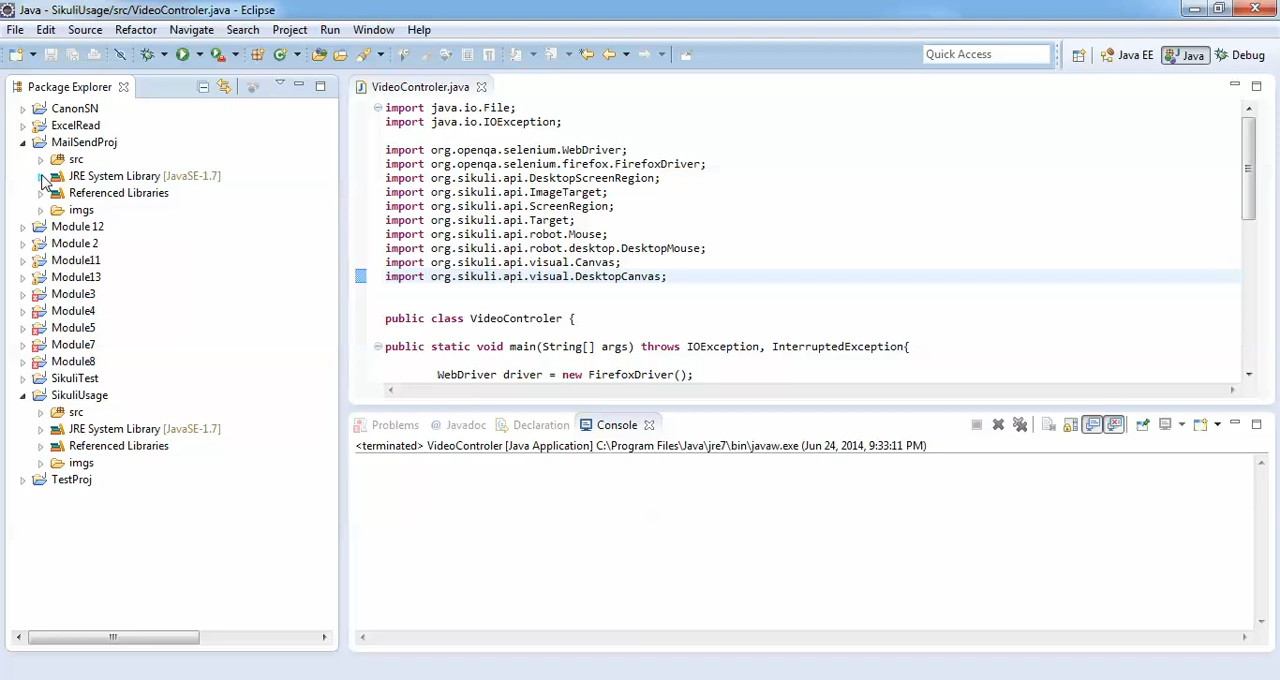 Java - SikuliUsage/src/VideoControler.java - Eclipse
File Edit Source Refactor Navigate Search Project Run Window Help
Quick Access Java EE Java Debug
Package Explorer
CanonSN
ExcelRead
MailSendProj
src
JRE System Library [JavaSE-1.7]
Referenced Libraries
imgs
Module 12
Module 2
Module11
Module13
Module3
Module4
Module5
Module7
Module8
SikuliTest
SikuliUsage
src
JRE System Library [JavaSE-1.7]
Referenced Libraries
imgs
TestProj
VideoControler.java
import java.io.File;
import java.io.IOException;
import org.openqa.selenium.WebDriver;
import org.openqa.selenium.firefox.FirefoxDriver;
import org.sikuli.api.DesktopScreenRegion;
import org.sikuli.api.ImageTarget;
import org.sikuli.api.ScreenRegion;
import org.sikuli.api.Target;
import org.sikuli.api.robot.Mouse;
import org.sikuli.api.robot.desktop.DesktopMouse;
import org.sikuli.api.visual.Canvas;
import org.sikuli.api.visual.DesktopCanvas;
public class VideoControler {
public static void main(String[] args) throws IOException, InterruptedException{
WebDriver driver = new FirefoxDriver();
Problems @ Javadoc Declaration Console
<terminated> VideoControler [Java Application] C:\Program Files\Java\jre7\bin\javaw.exe (Jun 24, 2014, 9:33:11 PM)